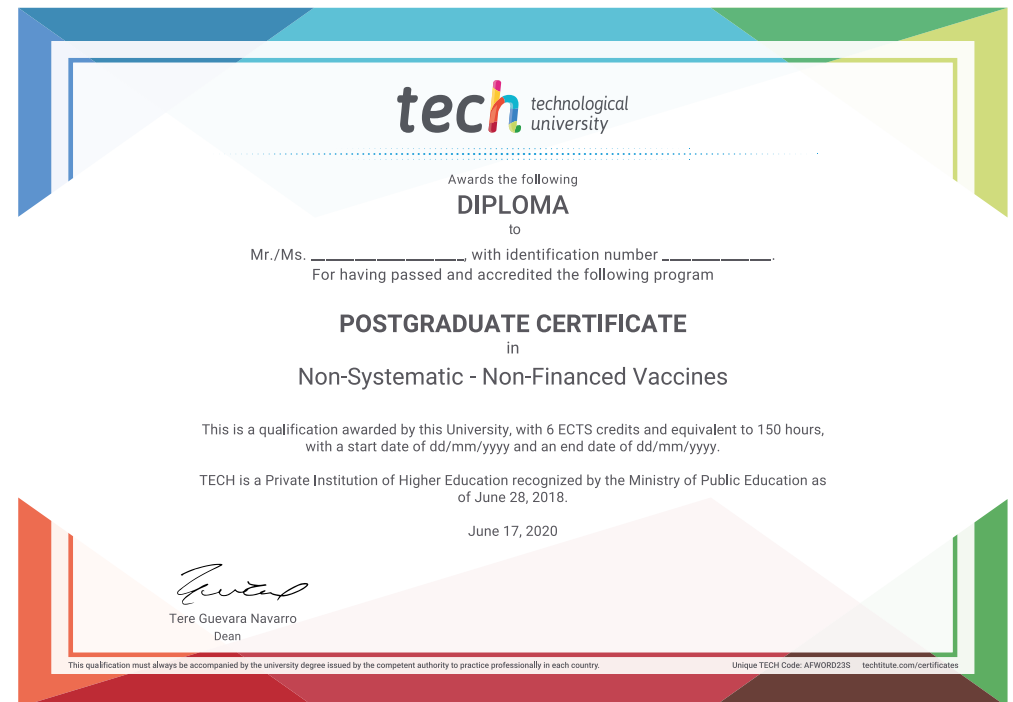 tech technological
university
Awards the following
DIPLOMA
to
Mr./Ms. ____________________, with identification number ______________.
For having passed and accredited the following program
POSTGRADUATE CERTIFICATE
in
Non-Systematic - Non-Financed Vaccines
This is a qualification awarded by this University, with 6 ECTS credits and equivalent to 150 hours,
with a start date of dd/mm/yyyy and an end date of dd/mm/yyyy.
TECH is a Private Institution of Higher Education recognized by the Ministry of Public Education as
of June 28, 2018.
June 17, 2020
Tere Guevara Navarro
Dean
This qualification must always be accompanied by the university degree issued by the competent authority to practice professionally in each country.
Unique TECH Code: AFWORD23S techtitute.com/certificates